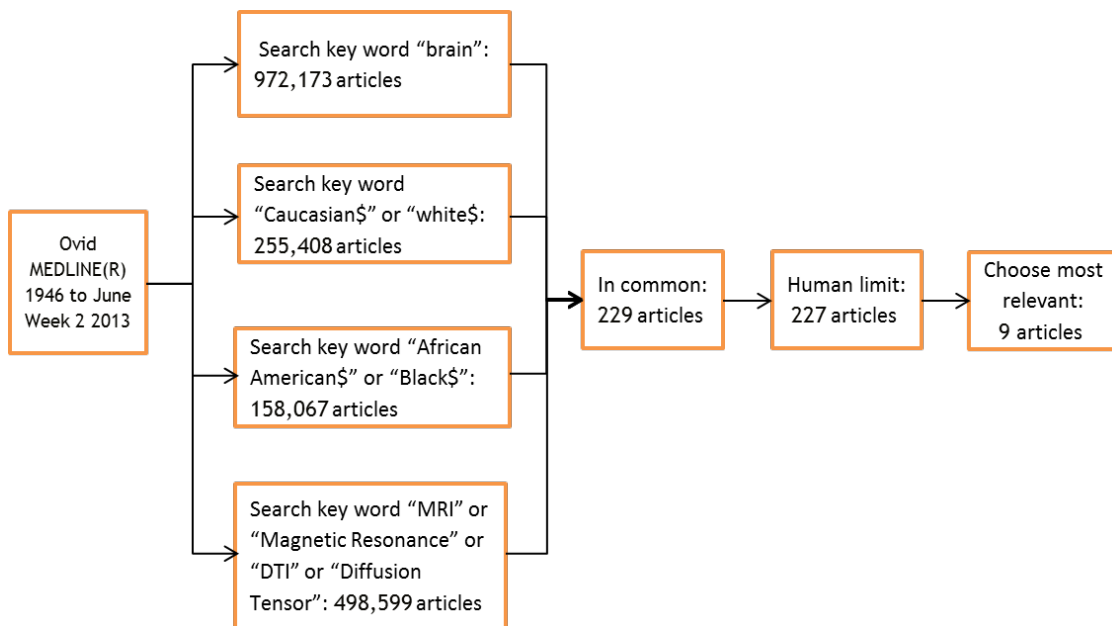 Ovid
MEDLINE(R)
1946 to June
Week 2 2013
Search key word “brain”:
972,173 articles
Search key word
“Caucasian$” or “white$:
255,408 articles
Search key word “African
American$” or “Black$”:
158,067 articles
Search key word “MRI” or
“Magnetic Resonance” or
“DTI” or “Diffusion
Tensor”: 498,599 articles
In common:
229 articles
Human limit:
227 articles
Choose most
relevant:
9 articles